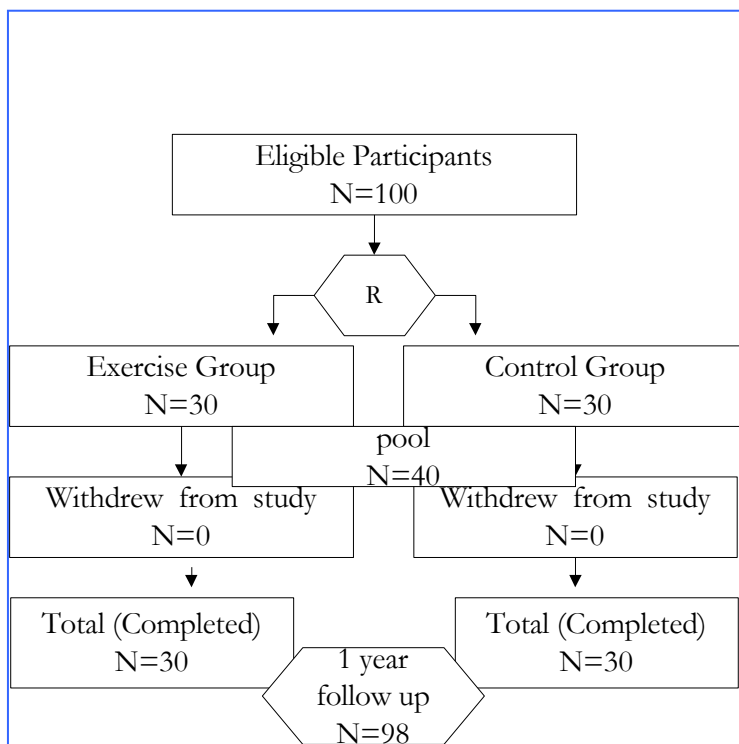 Eligible Participants
N=100
R
Exercise Group
N=30
Control Group
N=30
pool
N=40
Withdrew from study
N=0
Withdrew from study
N=0
Total (Completed)
N=30
Total (Completed)
N=30
1 year
follow up
N=98